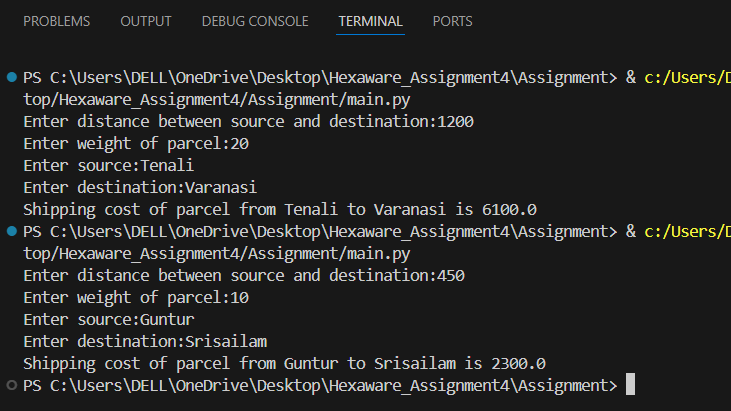 PROBLEMS OUTPUT DEBUG CONSOLE TERMINAL PORTS
PS C:\Users\DELL\OneDrive\Desktop\Hexaware_Assignment4\Assignment> & c:/Users/D
top/Hexaware_Assignment4/Assignment/main.py
Enter distance between source and destination:1200
Enter weight of parcel:20
Enter source:Tenali
Enter destination:Varanasi
Shipping cost of parcel from Tenali to Varanasi is 6100.0
PS C:\Users\DELL\OneDrive\Desktop\Hexaware_Assignment4\Assignment> & c:/Users/D
top/Hexaware_Assignment4/Assignment/main.py
Enter distance between source and destination:450
Enter weight of parcel:10
Enter source:Guntur
Enter destination:Srisailam
Shipping cost of parcel from Guntur to Srisailam is 2300.0
PS C:\Users\DELL\OneDrive\Desktop\Hexaware_Assignment4\Assignment>